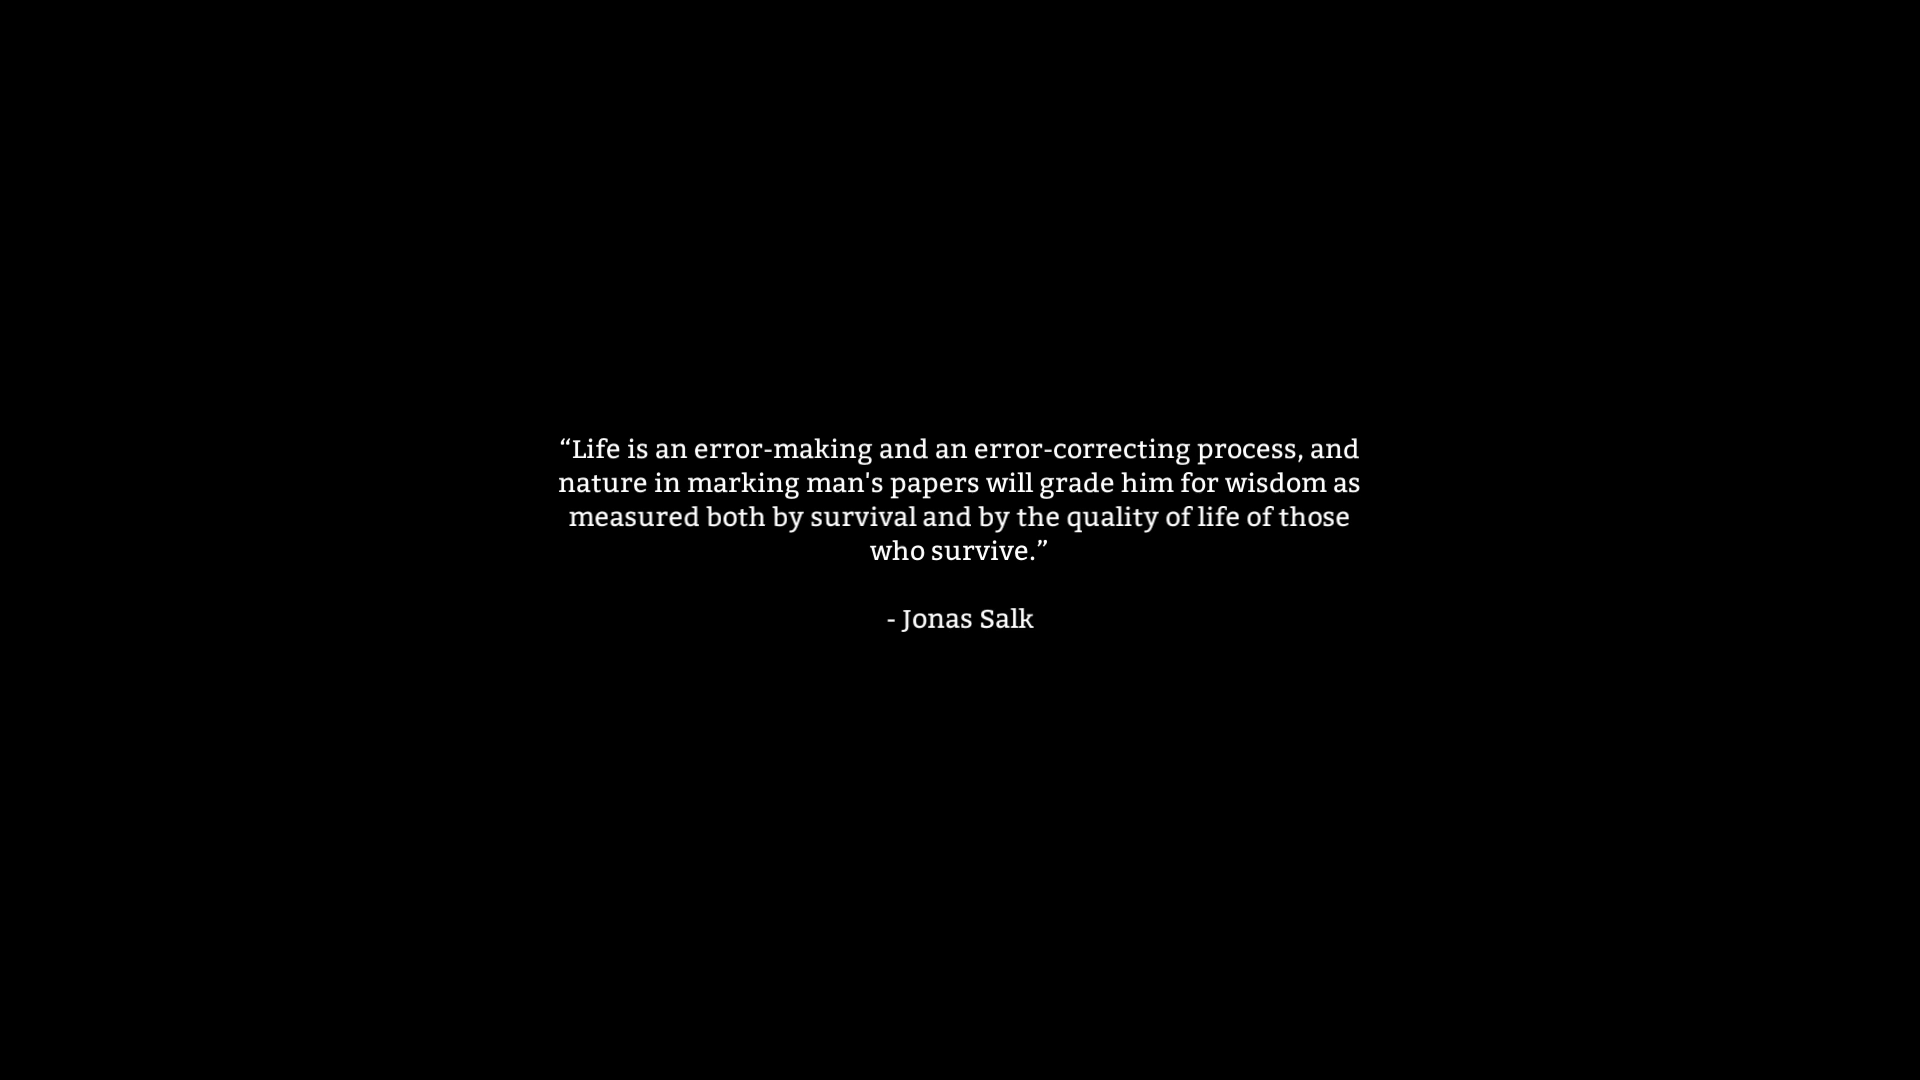 “Life is an error-making and an error-correcting process, and
nature in marking man's papers will grade him for wisdom as
measured both by survival and by the quality of life of those
who survive.”
- Jonas Salk